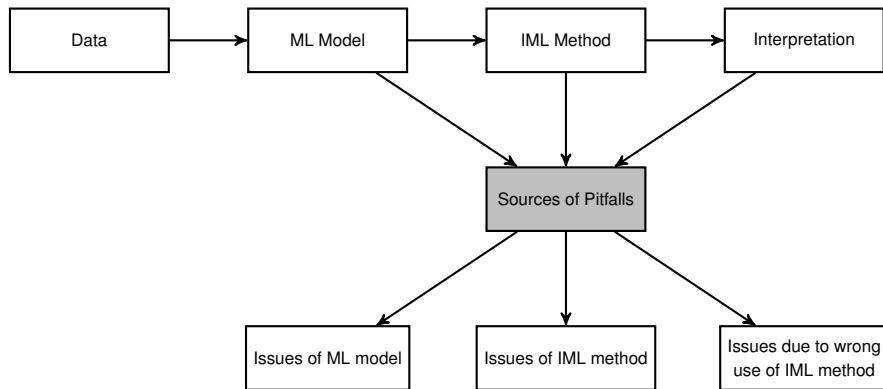 Data
ML Model
IML Method
Interpretation
Sources of Pitfalls
Issues of ML model
Issues of IML method
Issues due to wrong
use of IML method